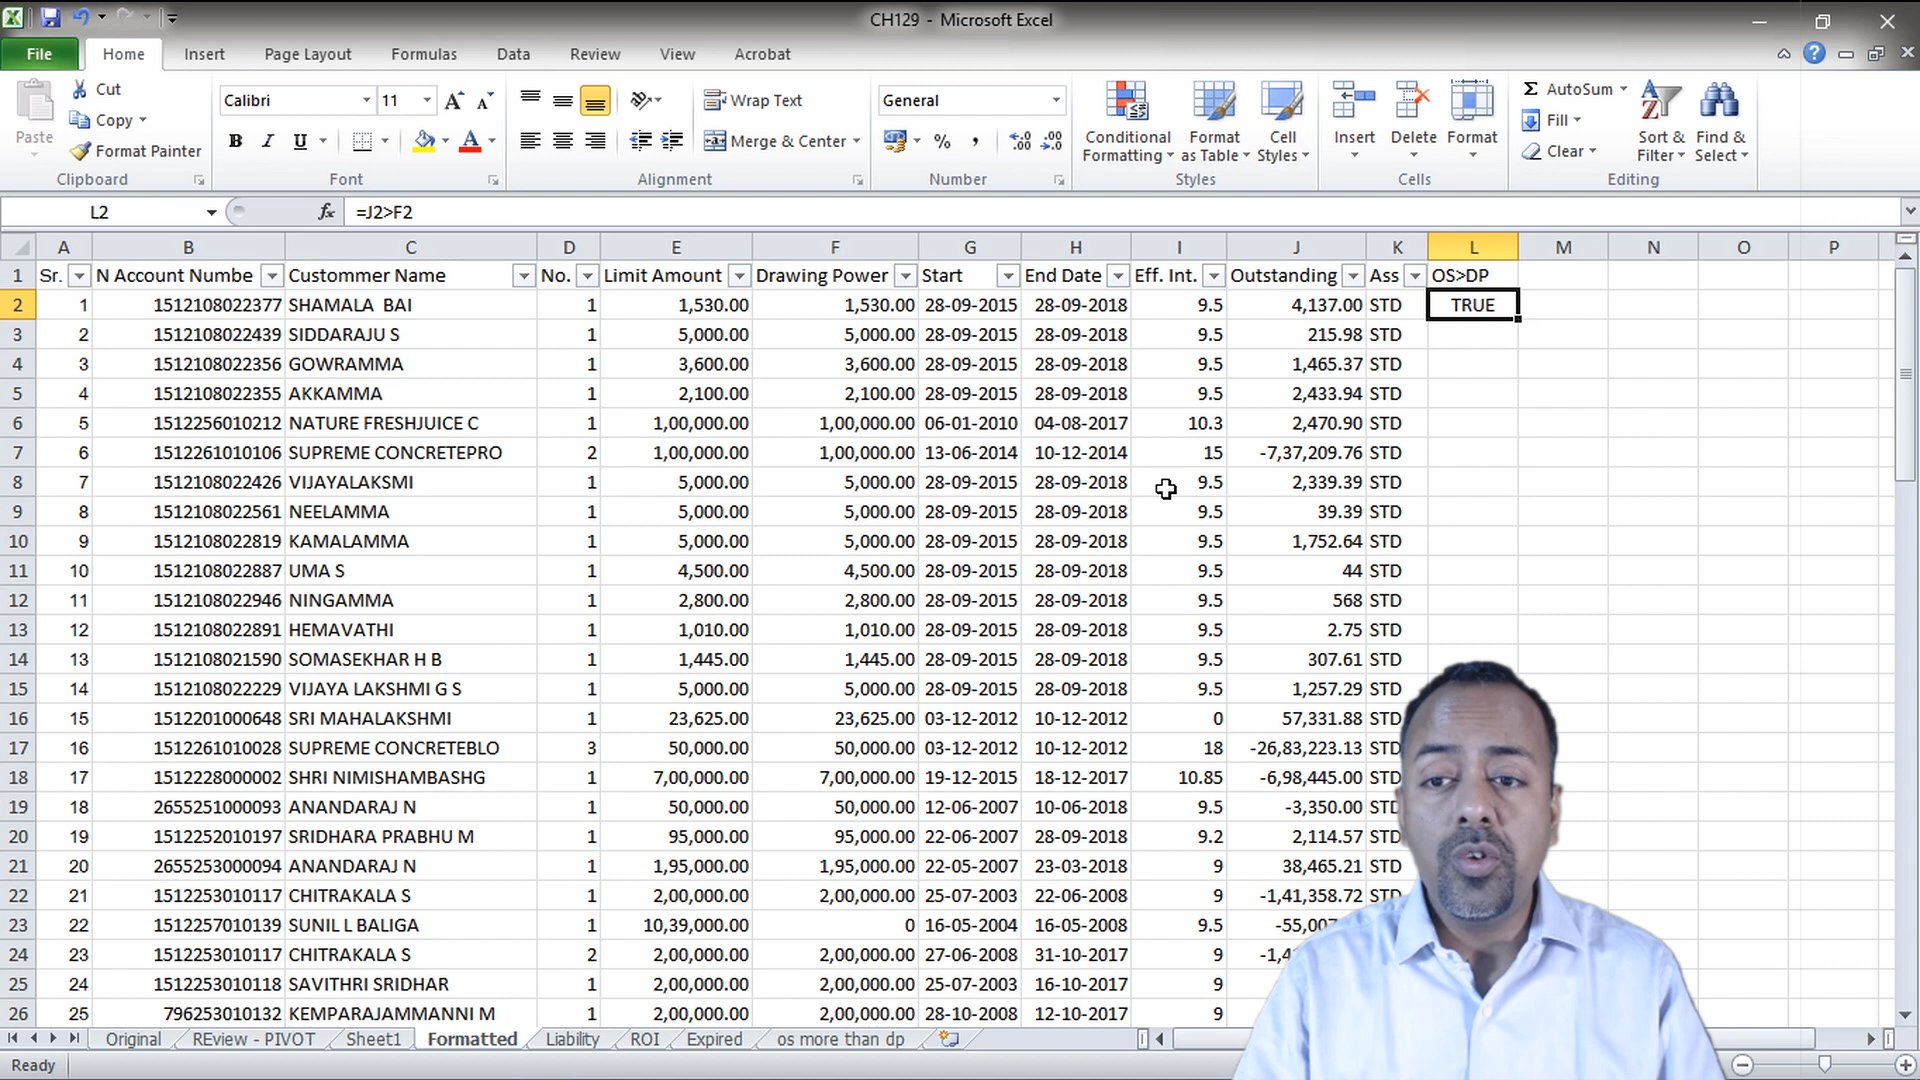 CH129 - Microsoft Excel
File Home Insert Page Layout Formulas Data Review View Acrobat
Paste Cut Copy Format Painter Clipboard
Calibri 11 B I U Font
Wrap Text Merge & Center Alignment
General % , Number
Conditional Formatting Format as Table Cell Styles Styles
Insert Delete Format Cells
Σ AutoSum Fill Clear Sort & Filter Find & Select Editing
L2 fx =J2>F2
A B C D E F G H I J K L M N O P
1 Sr. N Account Numbe Custommer Name No. Limit Amount Drawing Power Start End Date Eff. Int. Outstanding Ass OS>DP
2 1 1512108022377 SHAMALA BAI 1 1,530.00 1,530.00 28-09-2015 28-09-2018 9.5 4,137.00 STD TRUE
3 2 1512108022439 SIDDARAJU S 1 5,000.00 5,000.00 28-09-2015 28-09-2018 9.5 215.98 STD
4 3 1512108022356 GOWRAMMA 1 3,600.00 3,600.00 28-09-2015 28-09-2018 9.5 1,465.37 STD
5 4 1512108022355 AKKAMMA 1 2,100.00 2,100.00 28-09-2015 28-09-2018 9.5 2,433.94 STD
6 5 1512256010212 NATURE FRESHJUICE C 1 1,00,000.00 1,00,000.00 06-01-2010 04-08-2017 10.3 2,470.90 STD
7 6 1512261010106 SUPREME CONCRETEPRO 2 1,00,000.00 1,00,000.00 13-06-2014 10-12-2014 15 -7,37,209.76 STD
8 7 1512108022426 VIJAYALAKSMI 1 5,000.00 5,000.00 28-09-2015 28-09-2018 9.5 2,339.39 STD
9 8 1512108022561 NEELAMMA 1 5,000.00 5,000.00 28-09-2015 28-09-2018 9.5 39.39 STD
10 9 1512108022819 KAMALAMMA 1 5,000.00 5,000.00 28-09-2015 28-09-2018 9.5 1,752.64 STD
11 10 1512108022887 UMA S 1 4,500.00 4,500.00 28-09-2015 28-09-2018 9.5 44 STD
12 11 1512108022946 NINGAMMA 1 2,800.00 2,800.00 28-09-2015 28-09-2018 9.5 568 STD
13 12 1512108022891 HEMAVATHI 1 1,010.00 1,010.00 28-09-2015 28-09-2018 9.5 2.75 STD
14 13 1512108021590 SOMASEKHAR H B 1 1,445.00 1,445.00 28-09-2015 28-09-2018 9.5 307.61 STD
15 14 1512108022229 VIJAYA LAKSHMI G S 1 5,000.00 5,000.00 28-09-2015 28-09-2018 9.5 1,257.29 STD
16 15 1512201000648 SRI MAHALAKSHMI 1 23,625.00 23,625.00 03-12-2012 10-12-2012 0 57,331.88 STD
17 16 1512261010028 SUPREME CONCRETEBLO 3 50,000.00 50,000.00 03-12-2012 10-12-2012 18 -26,83,223.13 STD
18 17 1512228000002 SHRI NIMISHAMBASHG 1 7,00,000.00 7,00,000.00 19-12-2015 18-12-2017 10.85 -6,98,445.00 STD
19 18 2655251000093 ANANDARAJ N 1 50,000.00 50,000.00 12-06-2007 10-06-2018 9.5 -3,350.00 STD
20 19 1512252010197 SRIDHARA PRABHU M 1 95,000.00 95,000.00 22-06-2007 28-09-2018 9.2 2,114.57 STD
21 20 2655253000094 ANANDARAJ N 1 1,95,000.00 1,95,000.00 22-05-2007 23-03-2018 9 38,465.21 STD
22 21 1512253010117 CHITRAKALA S 1 2,00,000.00 2,00,000.00 25-07-2003 22-06-2008 9 -1,41,358.72 STD
23 22 1512257010139 SUNIL L BALIGA 1 10,39,000.00 0 16-05-2004 16-05-2008 9.5 -55,007
24 23 1512253010117 CHITRAKALA S 2 2,00,000.00 2,00,000.00 27-06-2008 31-10-2017 9
25 24 1512253010118 SAVITHRI SRIDHAR 1 2,00,000.00 2,00,000.00 25-07-2003 16-10-2017 9
26 25 796253010132 KEMPARAJAMMANNI M 1 2,00,000.00 2,00,000.00 28-10-2008 12-10-2017 9
Original REview - PIVOT Sheet1 Formatted Liability ROI Expired os more than dp
Ready